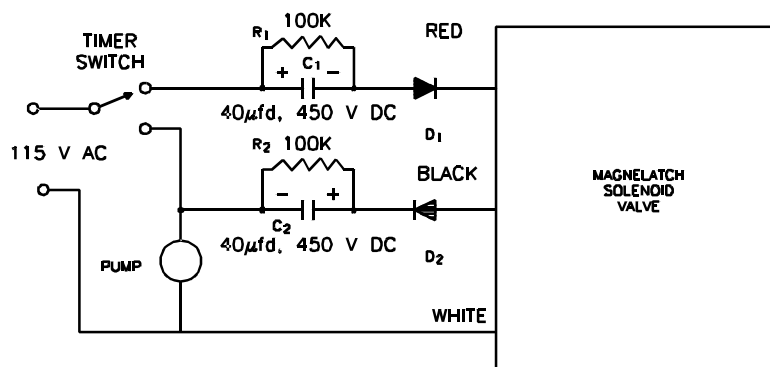 TIMER
SWITCH
115 V AC
R1
100K
+ C1 -
40μfd, 450 V DC
RED
D1
R2
100K
- +
C2
40μfd, 450 V DC
BLACK
D2
PUMP
WHITE
MAGNELATCH
SOLENOID
VALVE